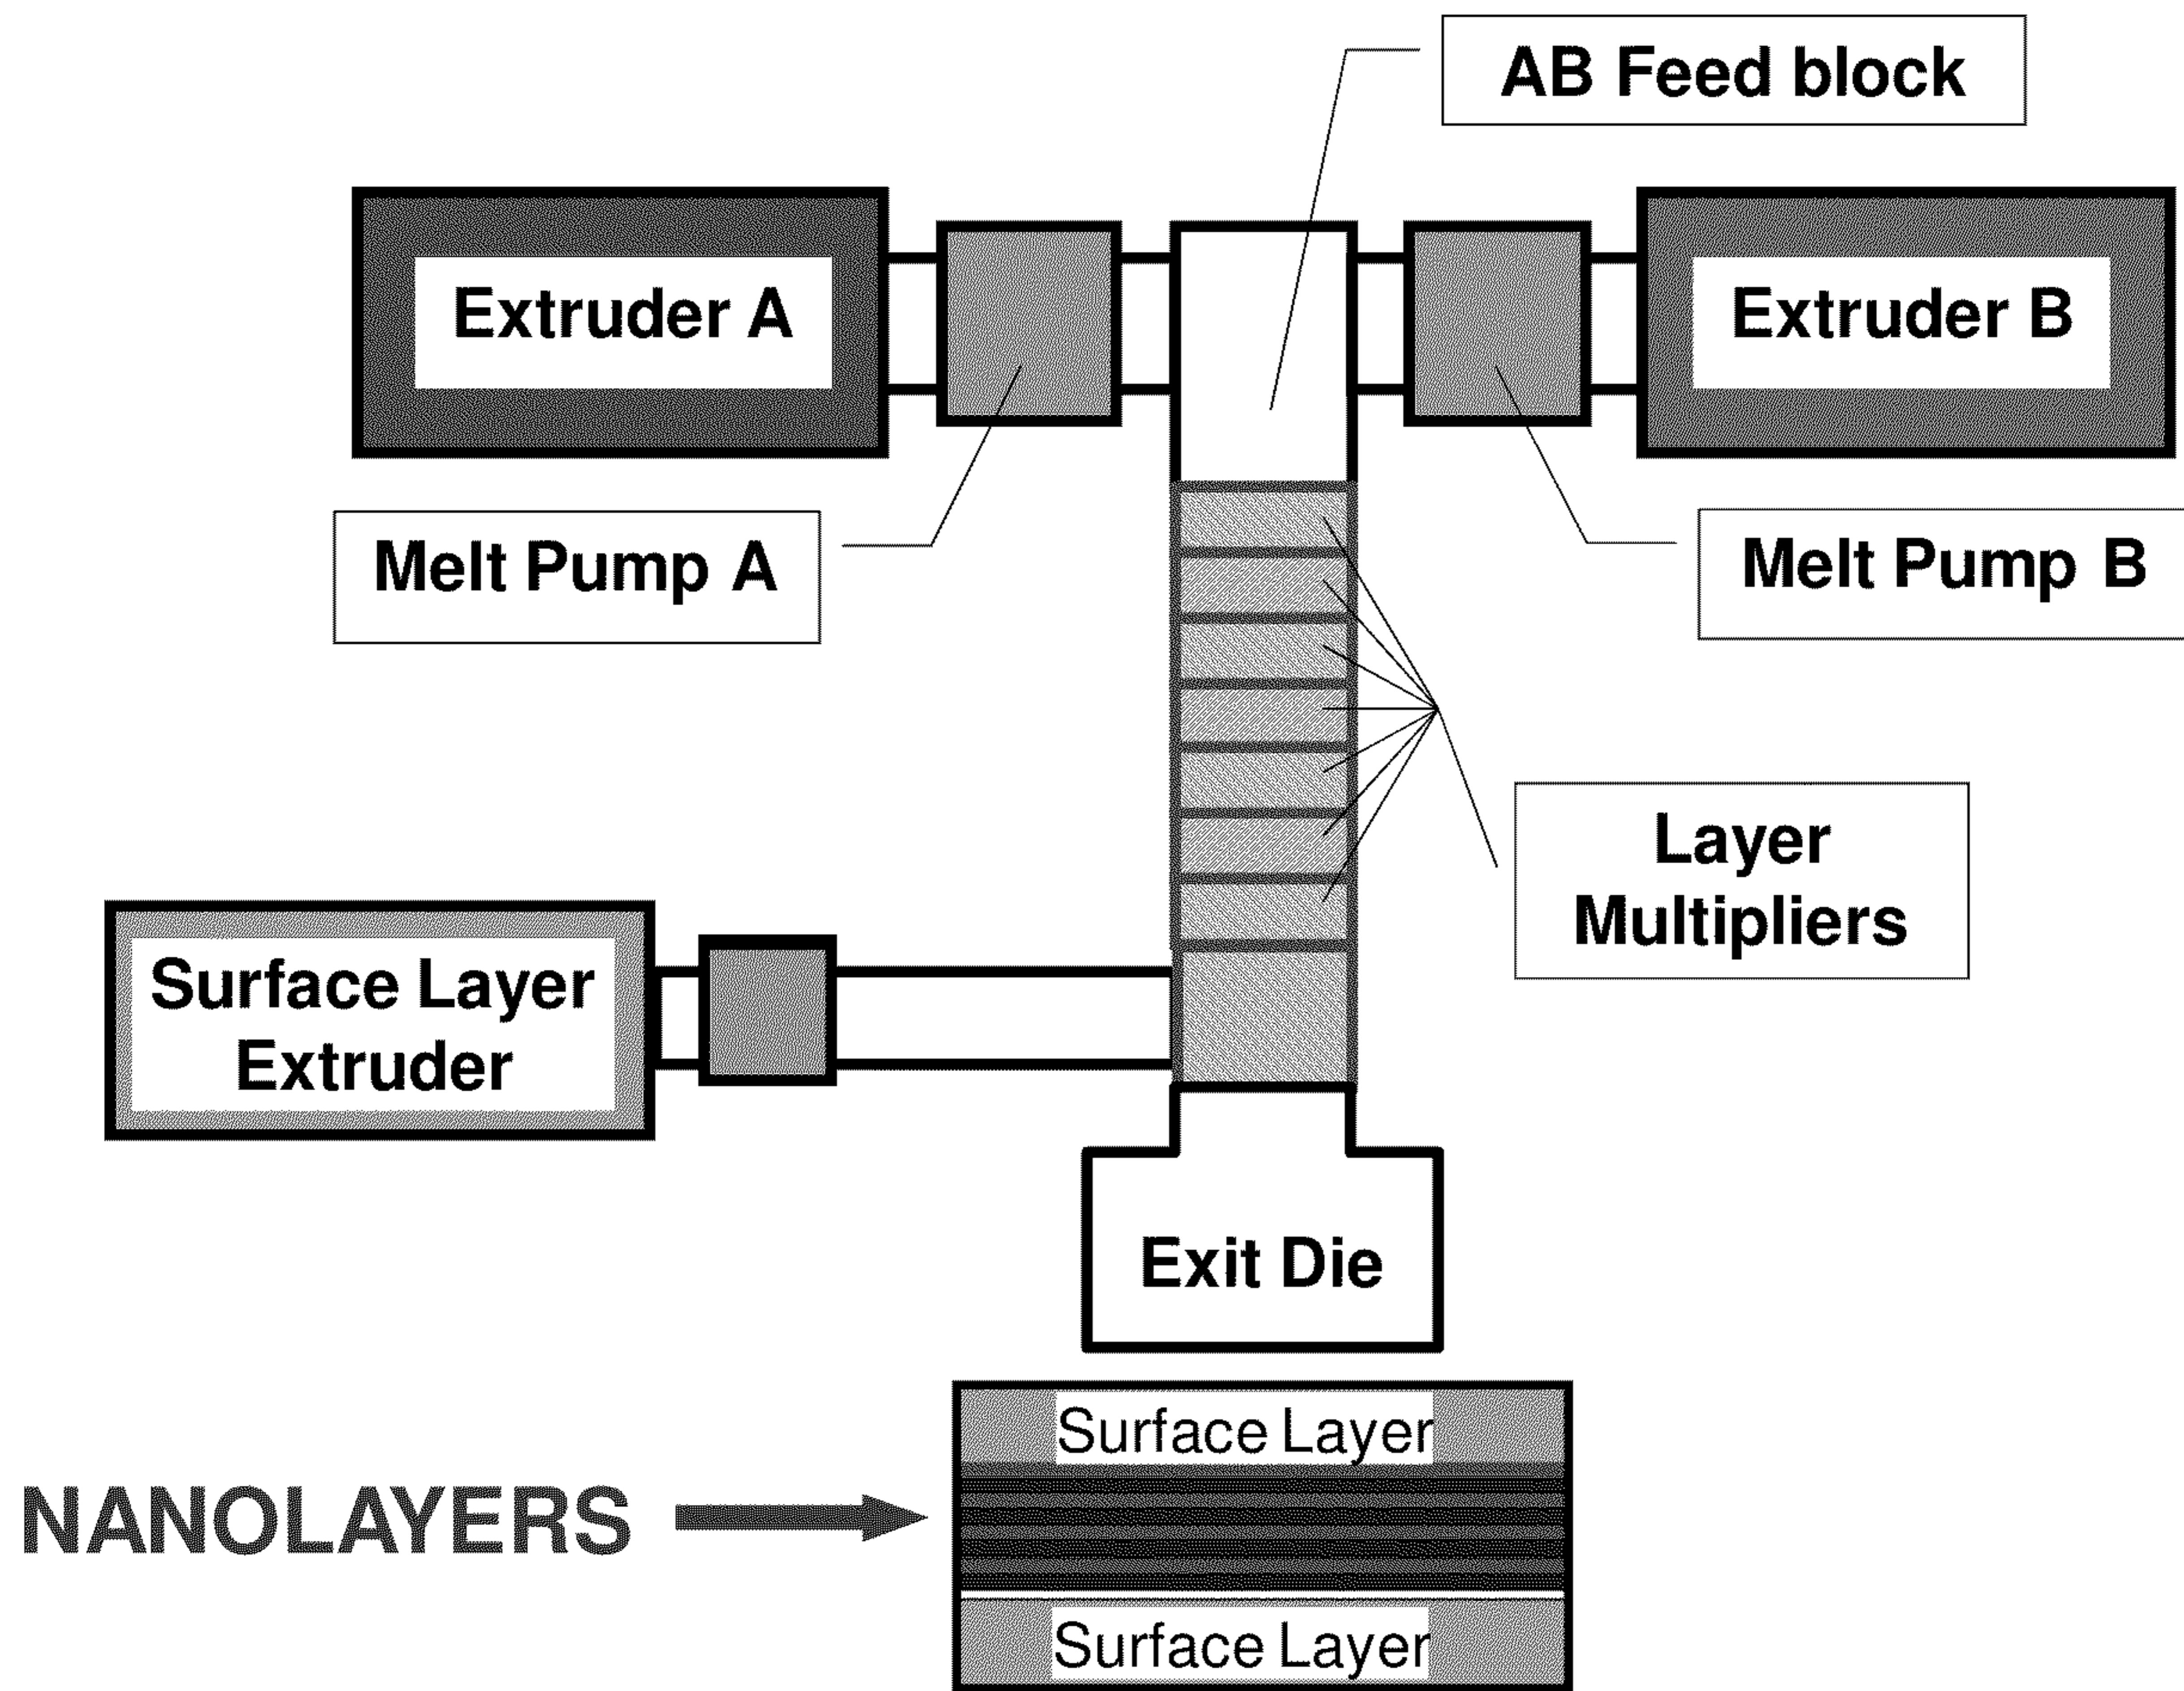 AB Feed block
Extruder A
Extruder B
Melt Pump A
Melt Pump B
Layer
Multipliers
Surface Layer
Extruder
Exit Die
Surface Layer
NANOLAYERS
Surface Layer